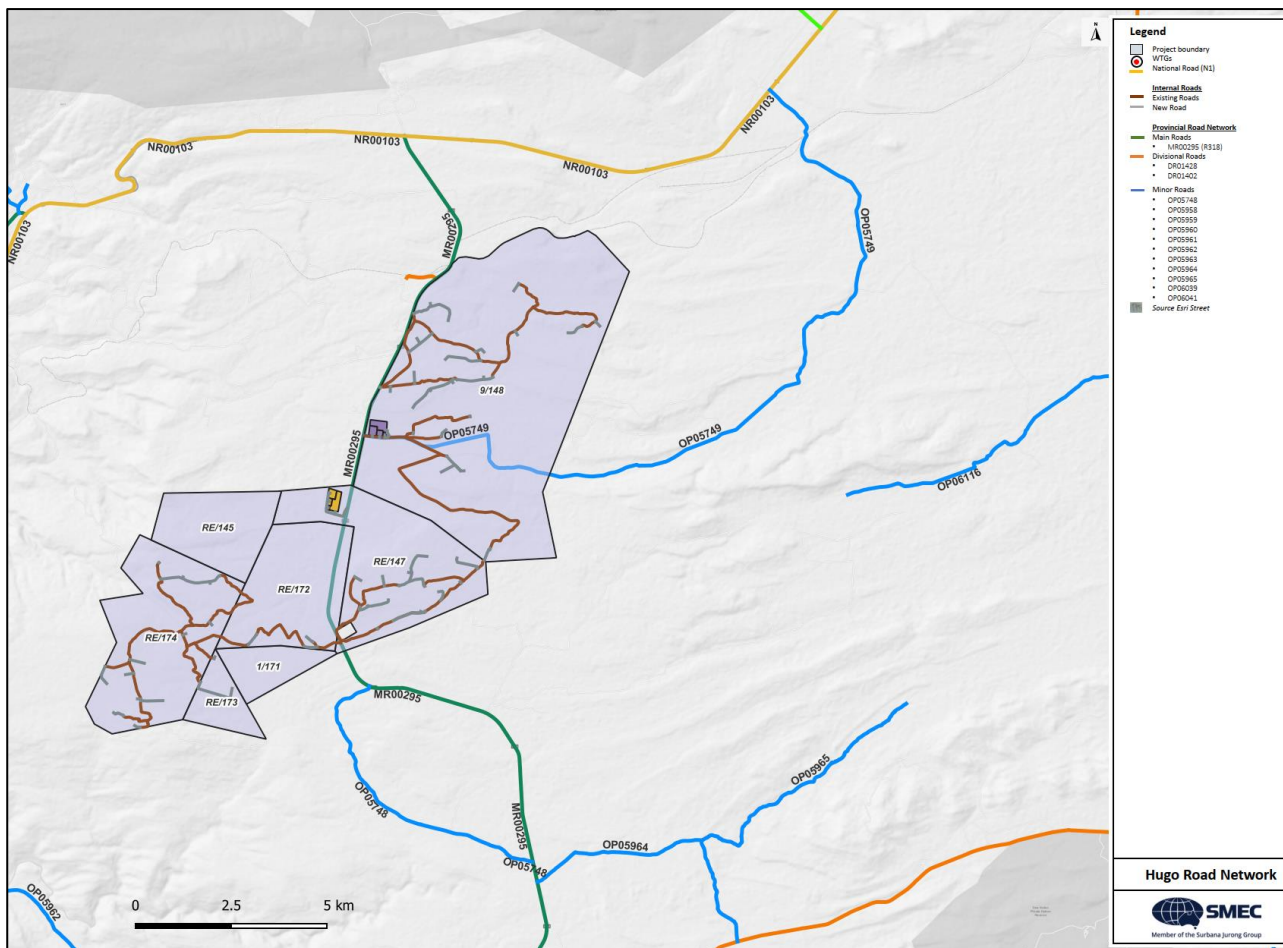 N
NR00103
NR00103
NR00103
NR00103
NR00103
MR00295
OP05749
9/148
OP05749
OP05749
MR00295
OP06116
RE/145
RE/147
RE/172
RE/174
1/171
RE/173
MR00295
OP05748
MR00295
OP05965
OP05964
OP05748
OP05962
0 2.5 5 km
Legend
Project boundary
WTGs
National Road (N1)
Internal Roads
Existing Roads
New Road
Provincial Road Network
Main Roads
• MR00295 (R318)
Divisional Roads
• DR01428
• DR01402
Minor Roads
• OP05748
• OP05958
• OP05959
• OP05960
• OP05961
• OP05962
• OP05963
• OP05964
• OP05965
• OP06039
• OP06041
Source Esri Street
Hugo Road Network
SMEC
Member of the Surbana Jurong Group